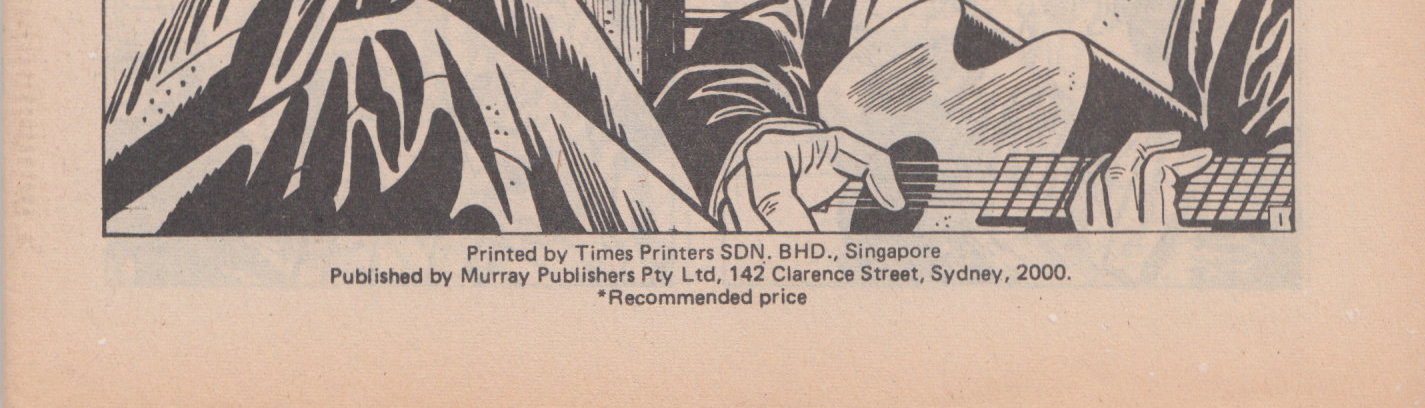 1
Printed by Times Printers SDN. BHD., Singapore
Published by Murray Publishers Pty Ltd, 142 Clarence Street, Sydney, 2000.
*Recommended price